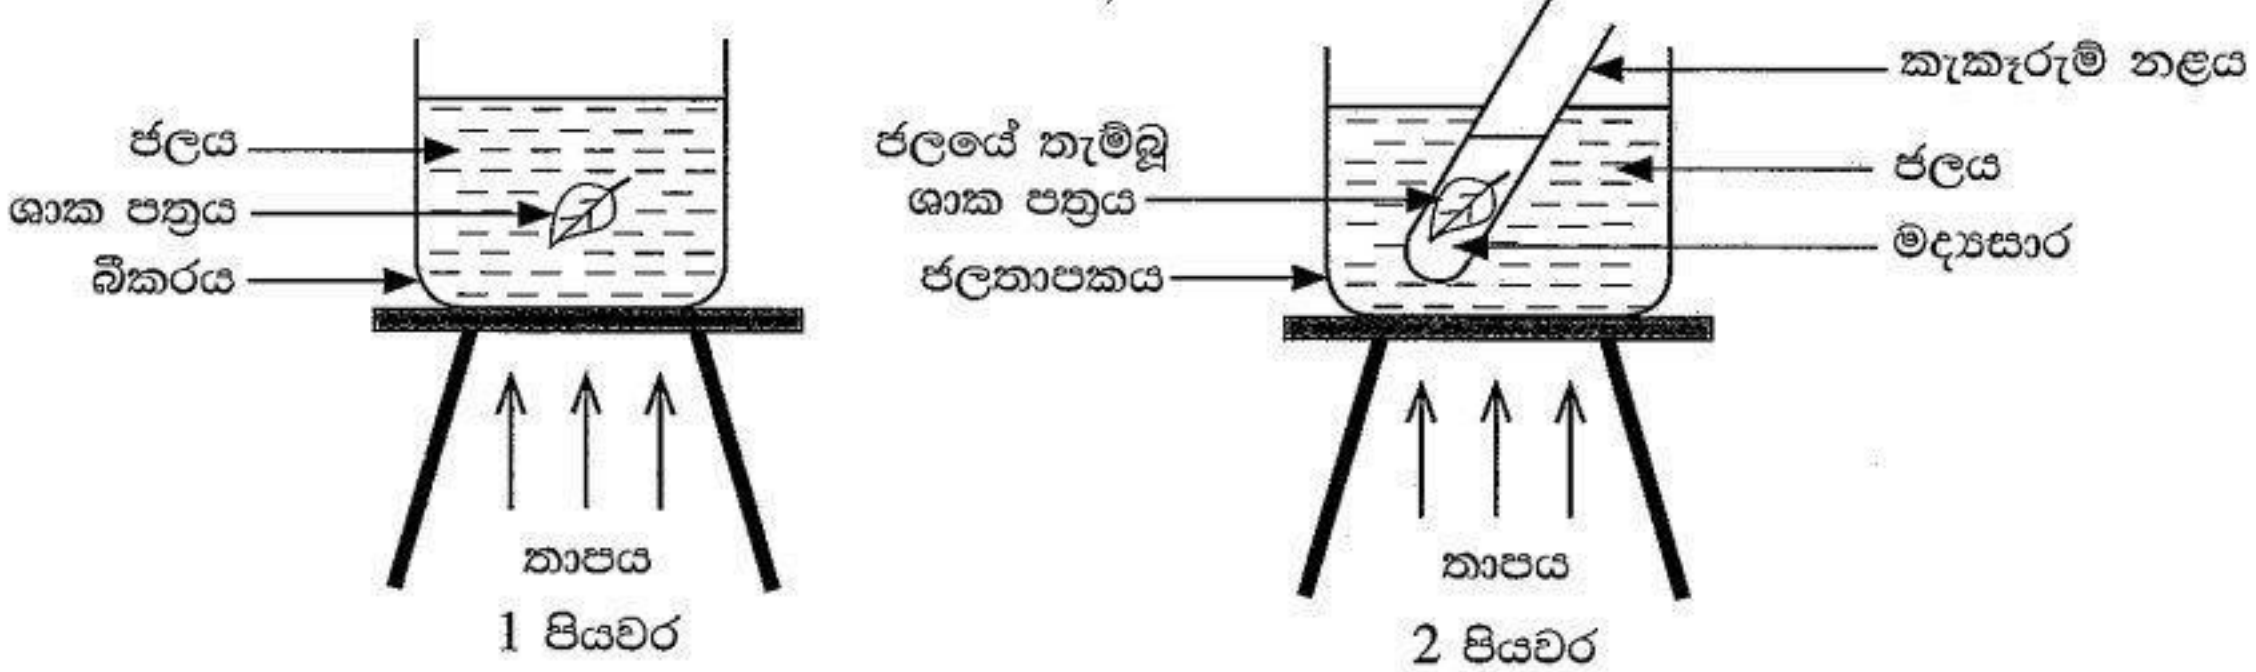 ජලය
ශාක පත්‍රය
බීකරය
තාපය
1 පියවර
කැකෑරුම් නළය
ජලයේ තැම්බූ
ශාක පත්‍රය
ජලය
මද්‍යසාර
ජලතාපකය
තාපය
2 පියවර